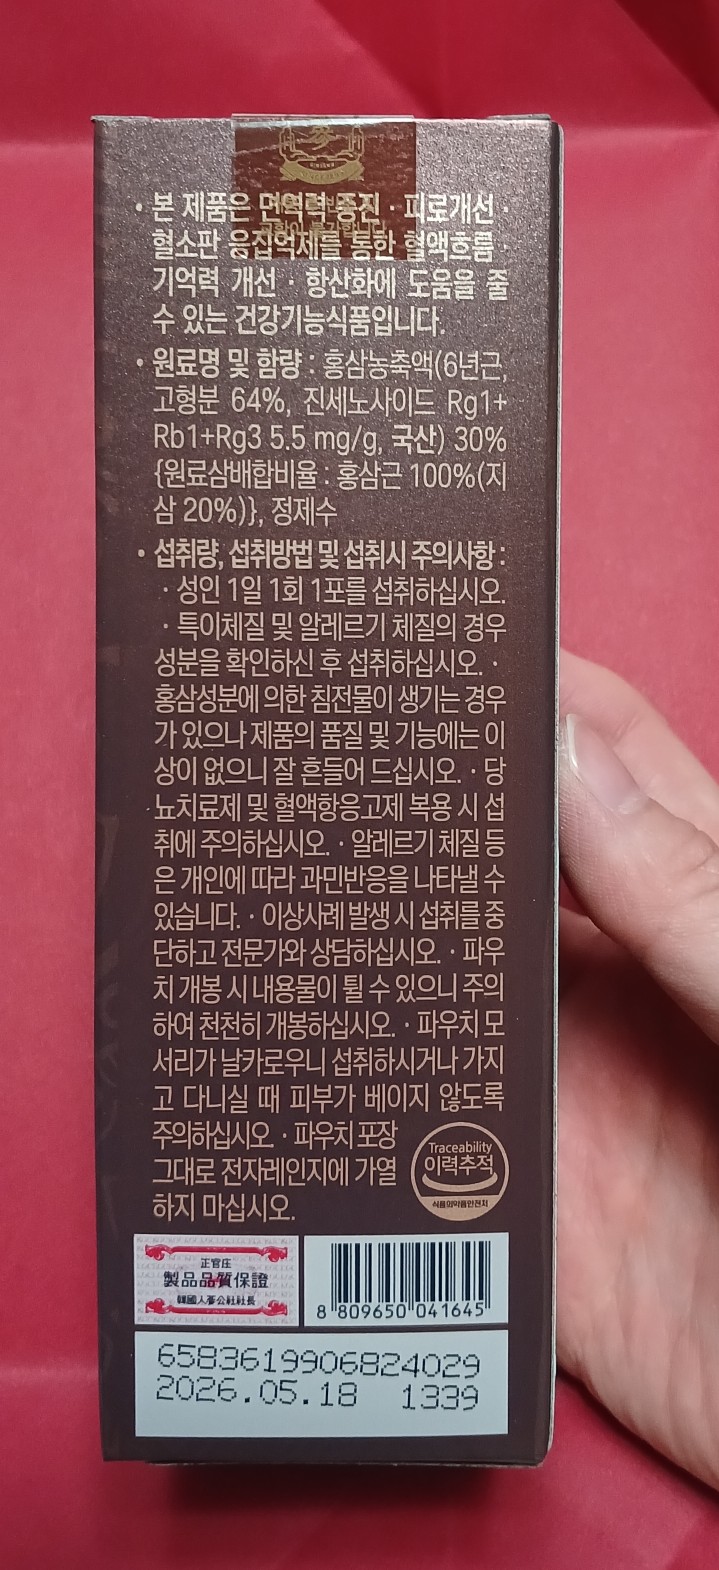 蔘
· 본 제품은 면역력 증진 · 피로개선 ·
혈소판 응집억제를 통한 혈액흐름 ·
기억력 개선 · 항산화에 도움을 줄
수 있는 건강기능식품입니다.
· 원료명 및 함량 : 홍삼농축액(6년근,
고형분 64%, 진세노사이드 Rg1+
Rb1+Rg3 5.5 mg/g, 국산) 30%
{원료삼배합비율 : 홍삼근 100%(지
삼 20%)}, 정제수
· 섭취량, 섭취방법 및 섭취시 주의사항 :
· 성인 1일 1회 1포를 섭취하십시오.
· 특이체질 및 알레르기 체질의 경우
성분을 확인하신 후 섭취하십시오. ·
홍삼성분에 의한 침전물이 생기는 경우
가 있으나 제품의 품질 및 기능에는 이
상이 없으니 잘 흔들어 드십시오. · 당
뇨치료제 및 혈액항응고제 복용 시 섭
취에 주의하십시오. · 알레르기 체질 등
은 개인에 따라 과민반응을 나타낼 수
있습니다. · 이상사례 발생 시 섭취를 중
단하고 전문가와 상담하십시오. · 파우
치 개봉 시 내용물이 튈 수 있으니 주의
하여 천천히 개봉하십시오. · 파우치 모
서리가 날카로우니 섭취하시거나 가지
고 다니실 때 피부가 베이지 않도록
주의하십시오 · 파우치 포장
그대로 전자레인지에 가열
하지 마십시오.
Traceability
이력추적
식품의약품안전처
正官庄
製品品質保證
韓國人蔘公社社長
8 809650 041645
6583619906824029
2026.05.18 1339